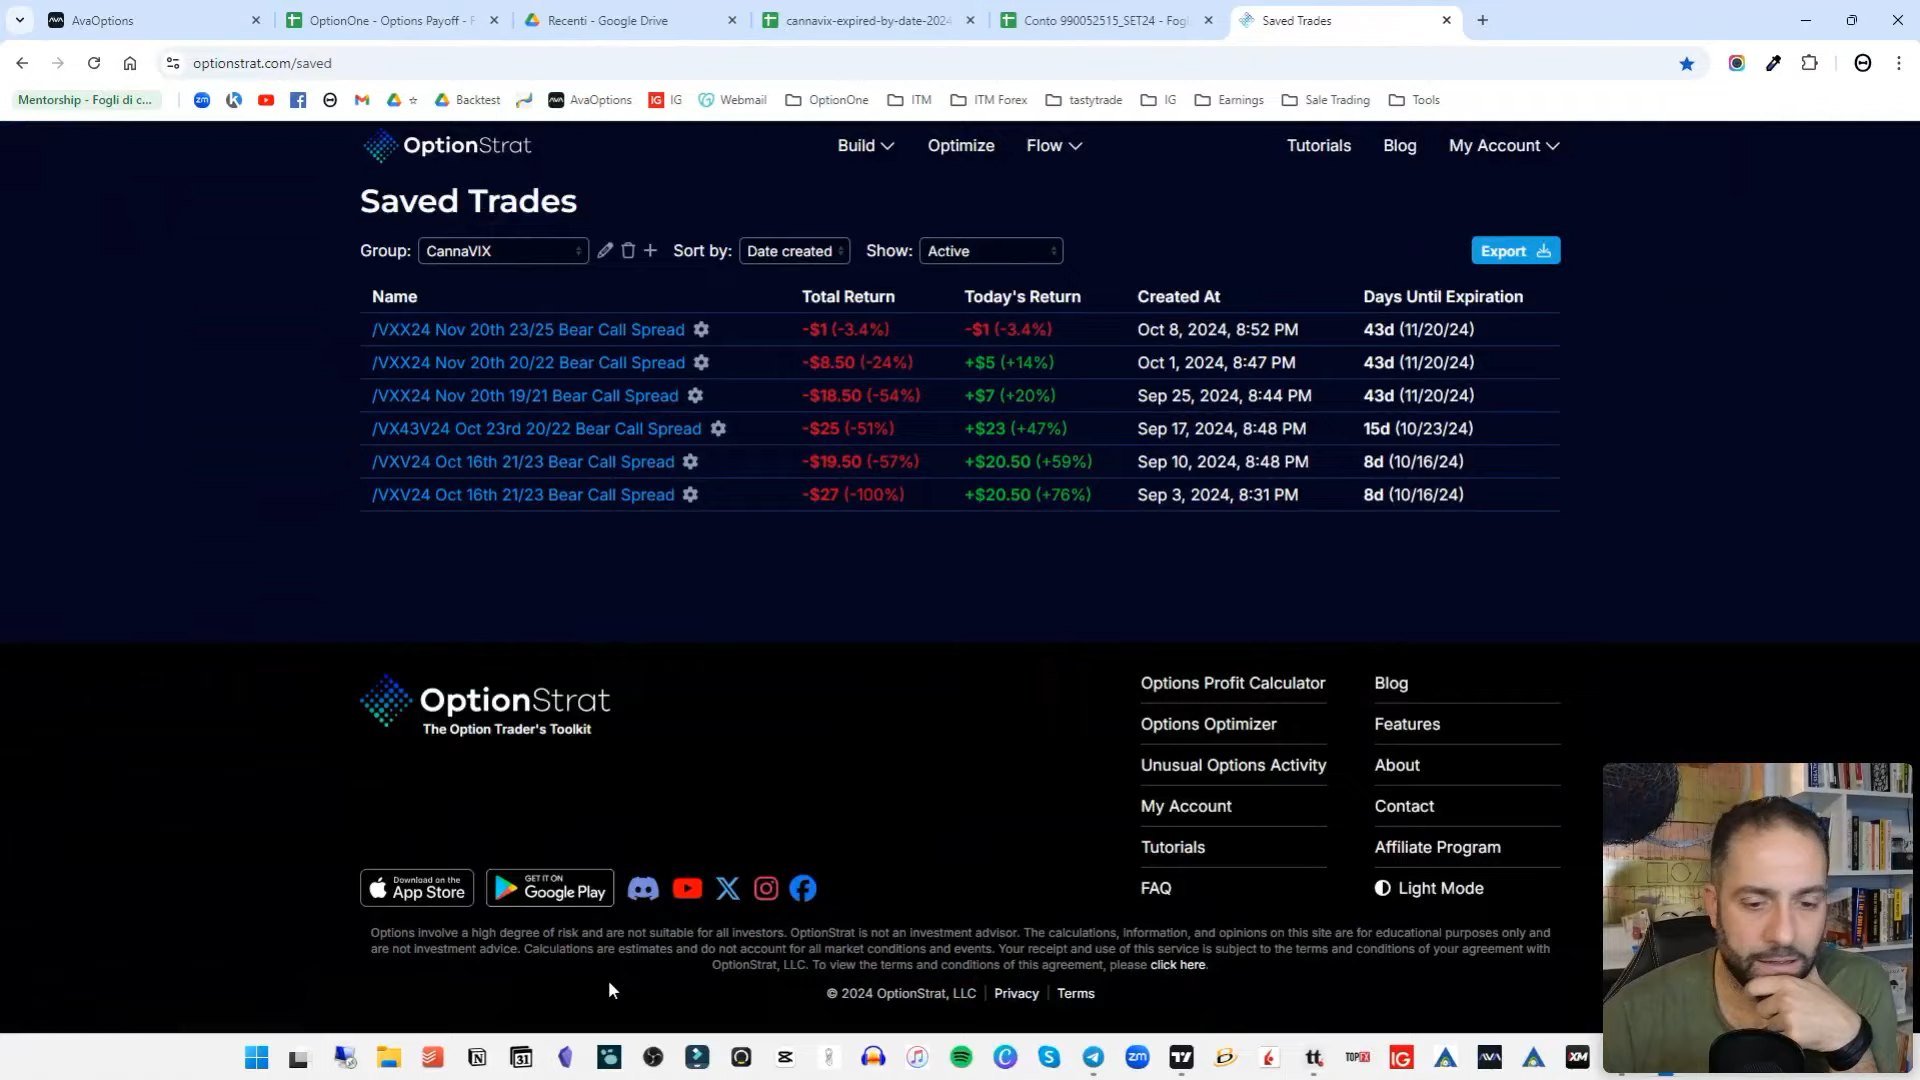 AvaOptions
OptionOne - Options Payoff - F
Recenti - Google Drive
cannavix-expired-by-date-2024
Conto 990052515_SET24 - Fogl
Saved Trades
optionstrat.com/saved
Mentorship - Fogli di c...
Backtest
AvaOptions
IG
Webmail
OptionOne
ITM
ITM Forex
tastytrade
IG
Earnings
Sale Trading
Tools
OptionStrat
Build
Optimize
Flow
Tutorials
Blog
My Account
Saved Trades
Group: CannaVIX Sort by: Date created Show: Active Export
Name Total Return Today's Return Created At Days Until Expiration
/VXX24 Nov 20th 23/25 Bear Call Spread -$1 (-3.4%) -$1 (-3.4%) Oct 8, 2024, 8:52 PM 43d (11/20/24)
/VXX24 Nov 20th 20/22 Bear Call Spread -$8.50 (-24%) +$5 (+14%) Oct 1, 2024, 8:47 PM 43d (11/20/24)
/VXX24 Nov 20th 19/21 Bear Call Spread -$18.50 (-54%) +$7 (+20%) Sep 25, 2024, 8:44 PM 43d (11/20/24)
/VX43V24 Oct 23rd 20/22 Bear Call Spread -$25 (-51%) +$23 (+47%) Sep 17, 2024, 8:48 PM 15d (10/23/24)
/VXV24 Oct 16th 21/23 Bear Call Spread -$19.50 (-57%) +$20.50 (+59%) Sep 10, 2024, 8:48 PM 8d (10/16/24)
/VXV24 Oct 16th 21/23 Bear Call Spread -$27 (-100%) +$20.50 (+76%) Sep 3, 2024, 8:31 PM 8d (10/16/24)
OptionStrat
The Option Trader's Toolkit
Options Profit Calculator
Options Optimizer
Unusual Options Activity
My Account
Tutorials
FAQ
Blog
Features
About
Contact
Affiliate Program
Light Mode
Download on the
App Store
GET IT ON
Google Play
Options involve a high degree of risk and are not suitable for all investors. OptionStrat is not an investment advisor. The calculations, information, and opinions on this site are for educational purposes only and
are not investment advice. Calculations are estimates and do not account for all market conditions and events. Your receipt and use of this service is subject to the terms and conditions of your agreement with
OptionStrat, LLC. To view the terms and conditions of this agreement, please click here.
© 2024 OptionStrat, LLC
Privacy
Terms
31
zm
tt
TOPFX
IG
AVA
XM